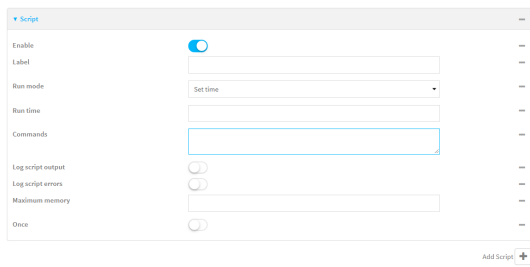 Script
Enable
Label
Run mode
Set time
Run time
Commands
Log script output
Log script errors
Maximum memory
Once
Add Script